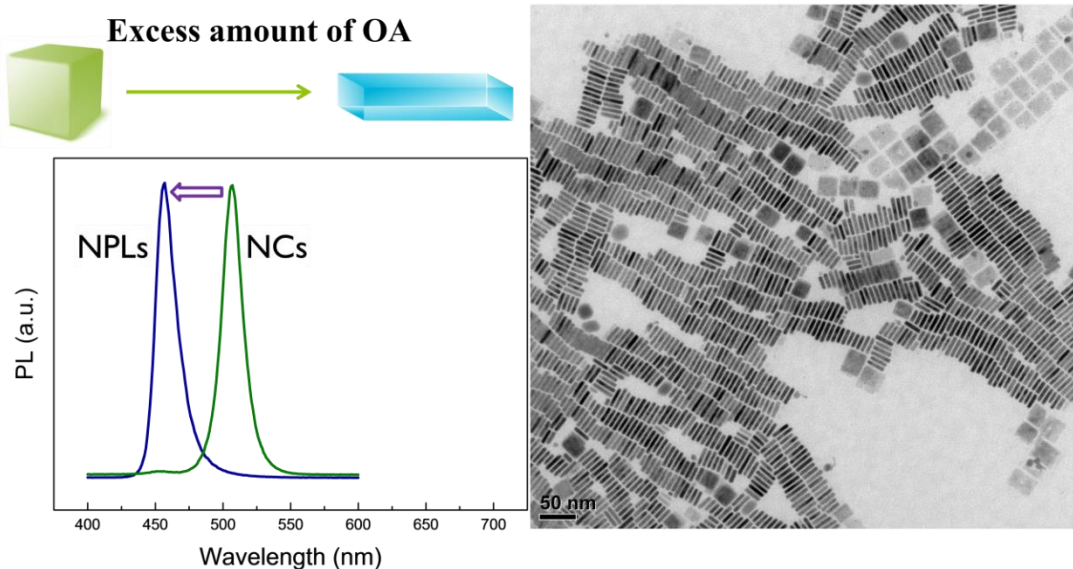 Excess amount of OA
NPLs
NCs
PL (a.u.)
400 450 500 550 600 650 700
Wavelength (nm)
50 nm